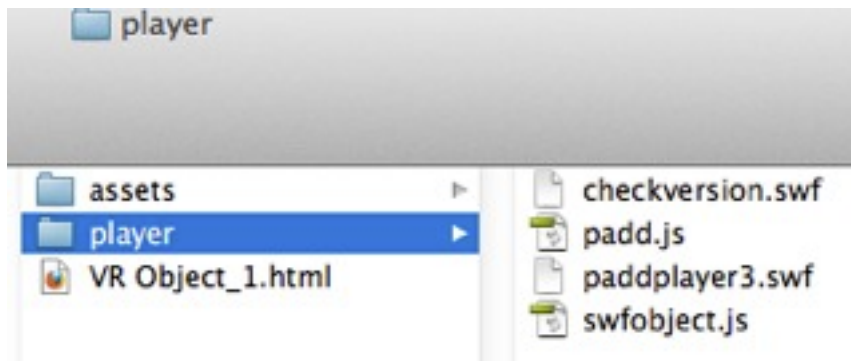 player
assets
player
VR Object_1.html
checkversion.swf
padd.js
paddplayer3.swf
swfobject.js